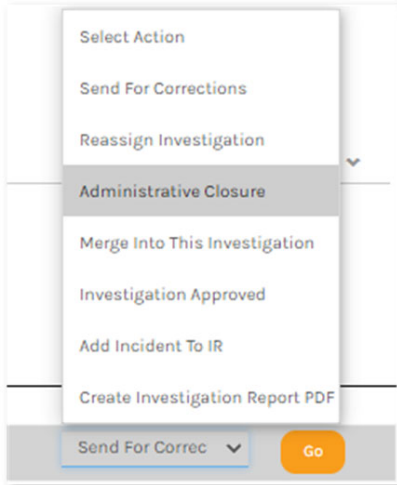 Select Action
Send For Corrections
Reassign Investigation
Administrative Closure
Merge Into This Investigation
Investigation Approved
Add Incident To IR
Create Investigation Report PDF
Send For Correc Go